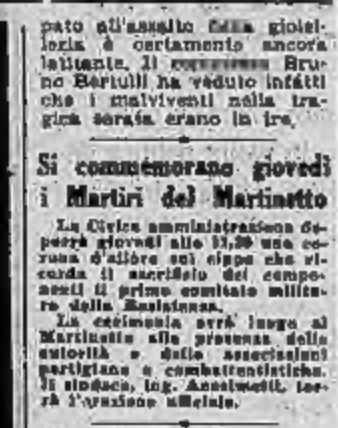 pato all'assalto della gioiel-
leria è certamente ancora
latitante. Il Bru-
no Bertulli ha veduto infatti
che i malviventi nella tra-
gica serata erano in tre.
Si commemorano giovedì
i Martiri del Martinetto
La Civica amministrazione de-
porrà giovedì alle una co-
rona d'alloro sul cippo che ri-
corda il sacrificio dei compo-
nenti il primo comitato milita-
re della Resistenza.
La cerimonia avrà luogo al
Martinetto alla presenza delle
autorità e delle associazioni
partigiane e combattentistiche.
Il sindaco, ing. Anselmetti, ter-
rà l'orazione ufficiale.